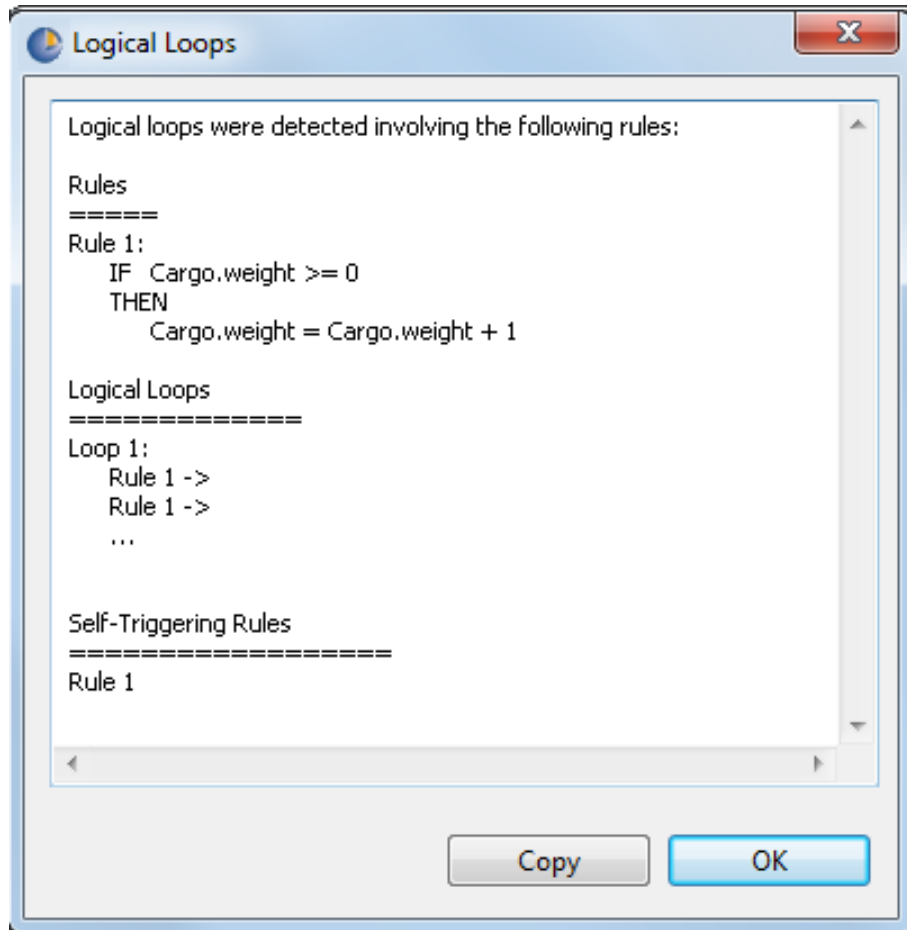 Logical Loops
Logical loops were detected involving the following rules:
Rules
=====
Rule 1:
IF Cargo.weight >= 0
THEN
Cargo.weight = Cargo.weight + 1
Logical Loops
=============
Loop 1:
Rule 1 ->
Rule 1 ->
...
Self-Triggering Rules
==================
Rule 1
Copy
OK